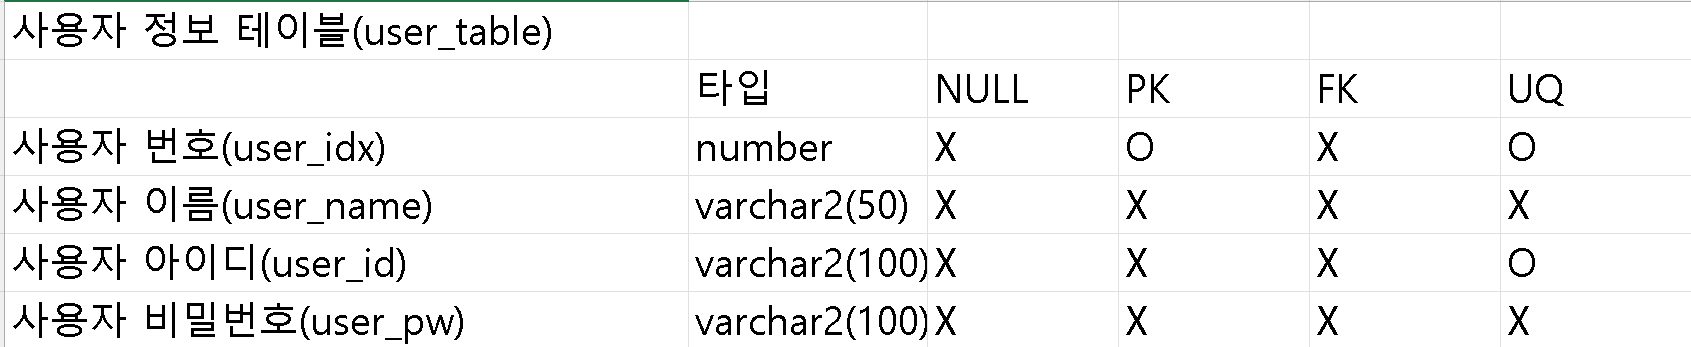 사용자 정보 테이블(user_table)
타입 NULL PK FK UQ
사용자 번호(user_idx) number X O X O
사용자 이름(user_name) varchar2(50) X X X X
사용자 아이디(user_id) varchar2(100) X X X O
사용자 비밀번호(user_pw) varchar2(100) X X X X